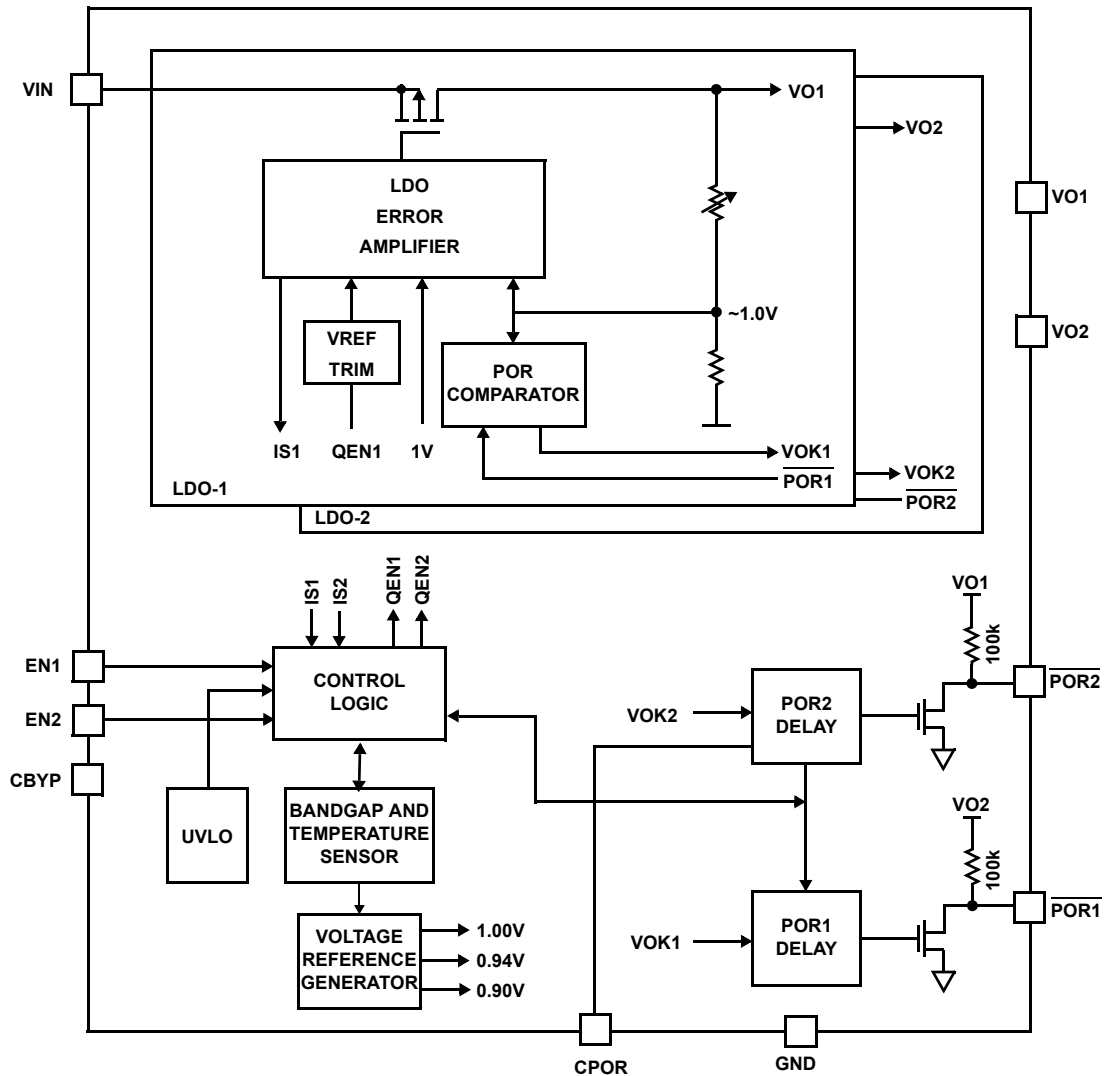 VIN
VO1
VO2
LDO
ERROR
AMPLIFIER
VO1
~1.0V
VO2
VREF
TRIM
POR
COMPARATOR
IS1
QEN1
1V
VOK1
POR1
VOK2
POR2
LDO-1
LDO-2
IS1
IS2
QEN1
QEN2
VO1
100k
EN1
CONTROL
LOGIC
POR2
EN2
VOK2
POR2
DELAY
CBYP
UVLO
BANDGAP AND
TEMPERATURE
SENSOR
VO2
100k
POR1
VOLTAGE
REFERENCE
GENERATOR
1.00V
0.94V
0.90V
VOK1
POR1
DELAY
CPOR
GND